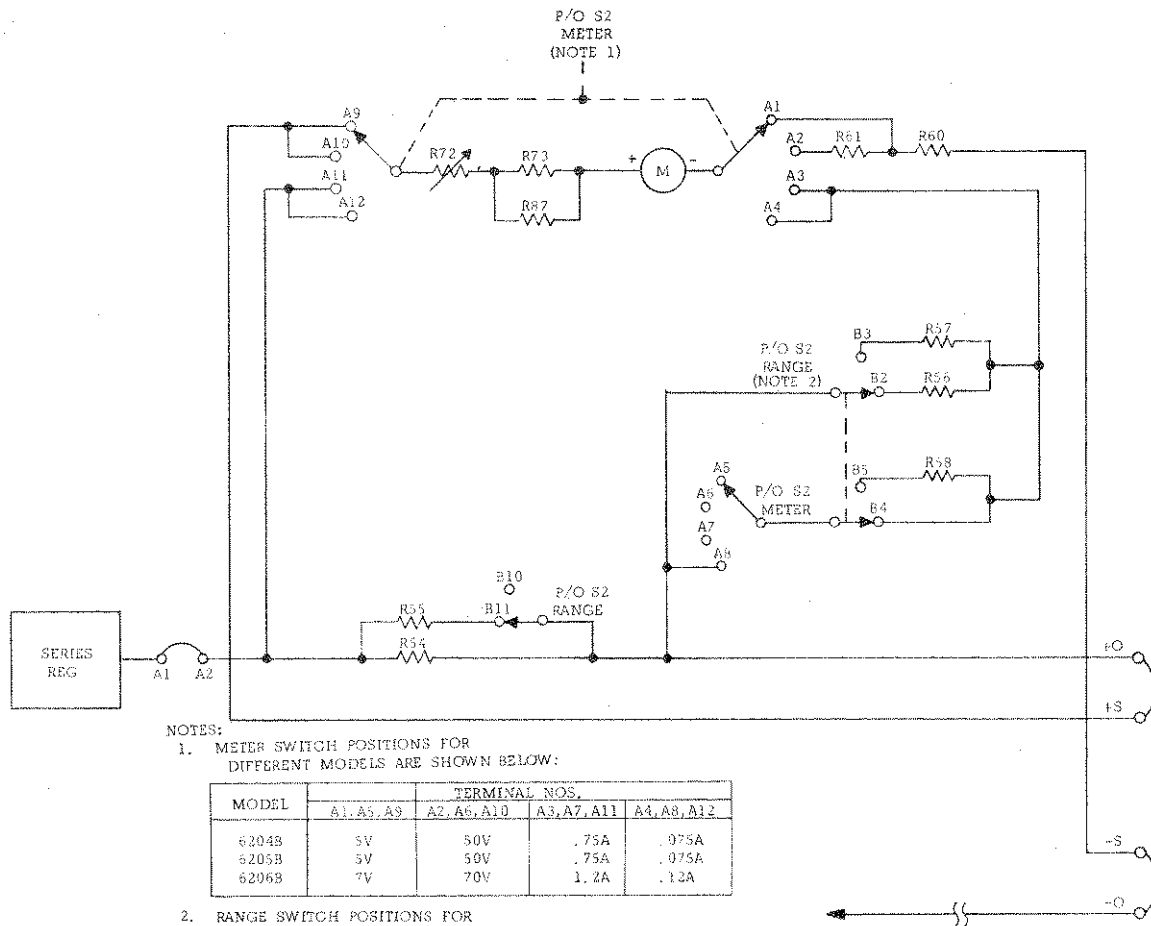 P/O S2
METER
(NOTE 1)
A9
A10
A11
A12
R72
R73
R87
+
M
-
A1
A2
R61
R60
A3
A4
B3
R57
P/O S2
RANGE
(NOTE 2)
B2
R56
A5
P/O S2
METER
A6
A7
A8
B5
R58
B4
B10
P/O S2
RANGE
R55
B11
R54
SERIES
REG
A1 A2
+O
+S
-S
-O
NOTES:
1. METER SWITCH POSITIONS FOR
DIFFERENT MODELS ARE SHOWN BELOW:
MODEL TERMINAL NOS.
A1,A5,A9 A2,A6,A10 A3,A7,A11 A4,A8,A12
6204B 5V 50V .75A .075A
6205B 5V 50V .75A .075A
6206B 7V 70V 1.2A .12A
2. RANGE SWITCH POSITIONS FOR